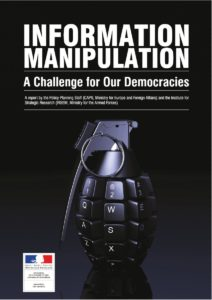 INFORMATION
MANIPULATION
A Challenge for Our Democracies
A report by the Policy Planning Staff (CAPS, Ministry for Europe and Foreign Affairs) and the Institute for
Strategic Research (IRSEM, Ministry for the Armed Forces)
2
W
S
X
Q
A